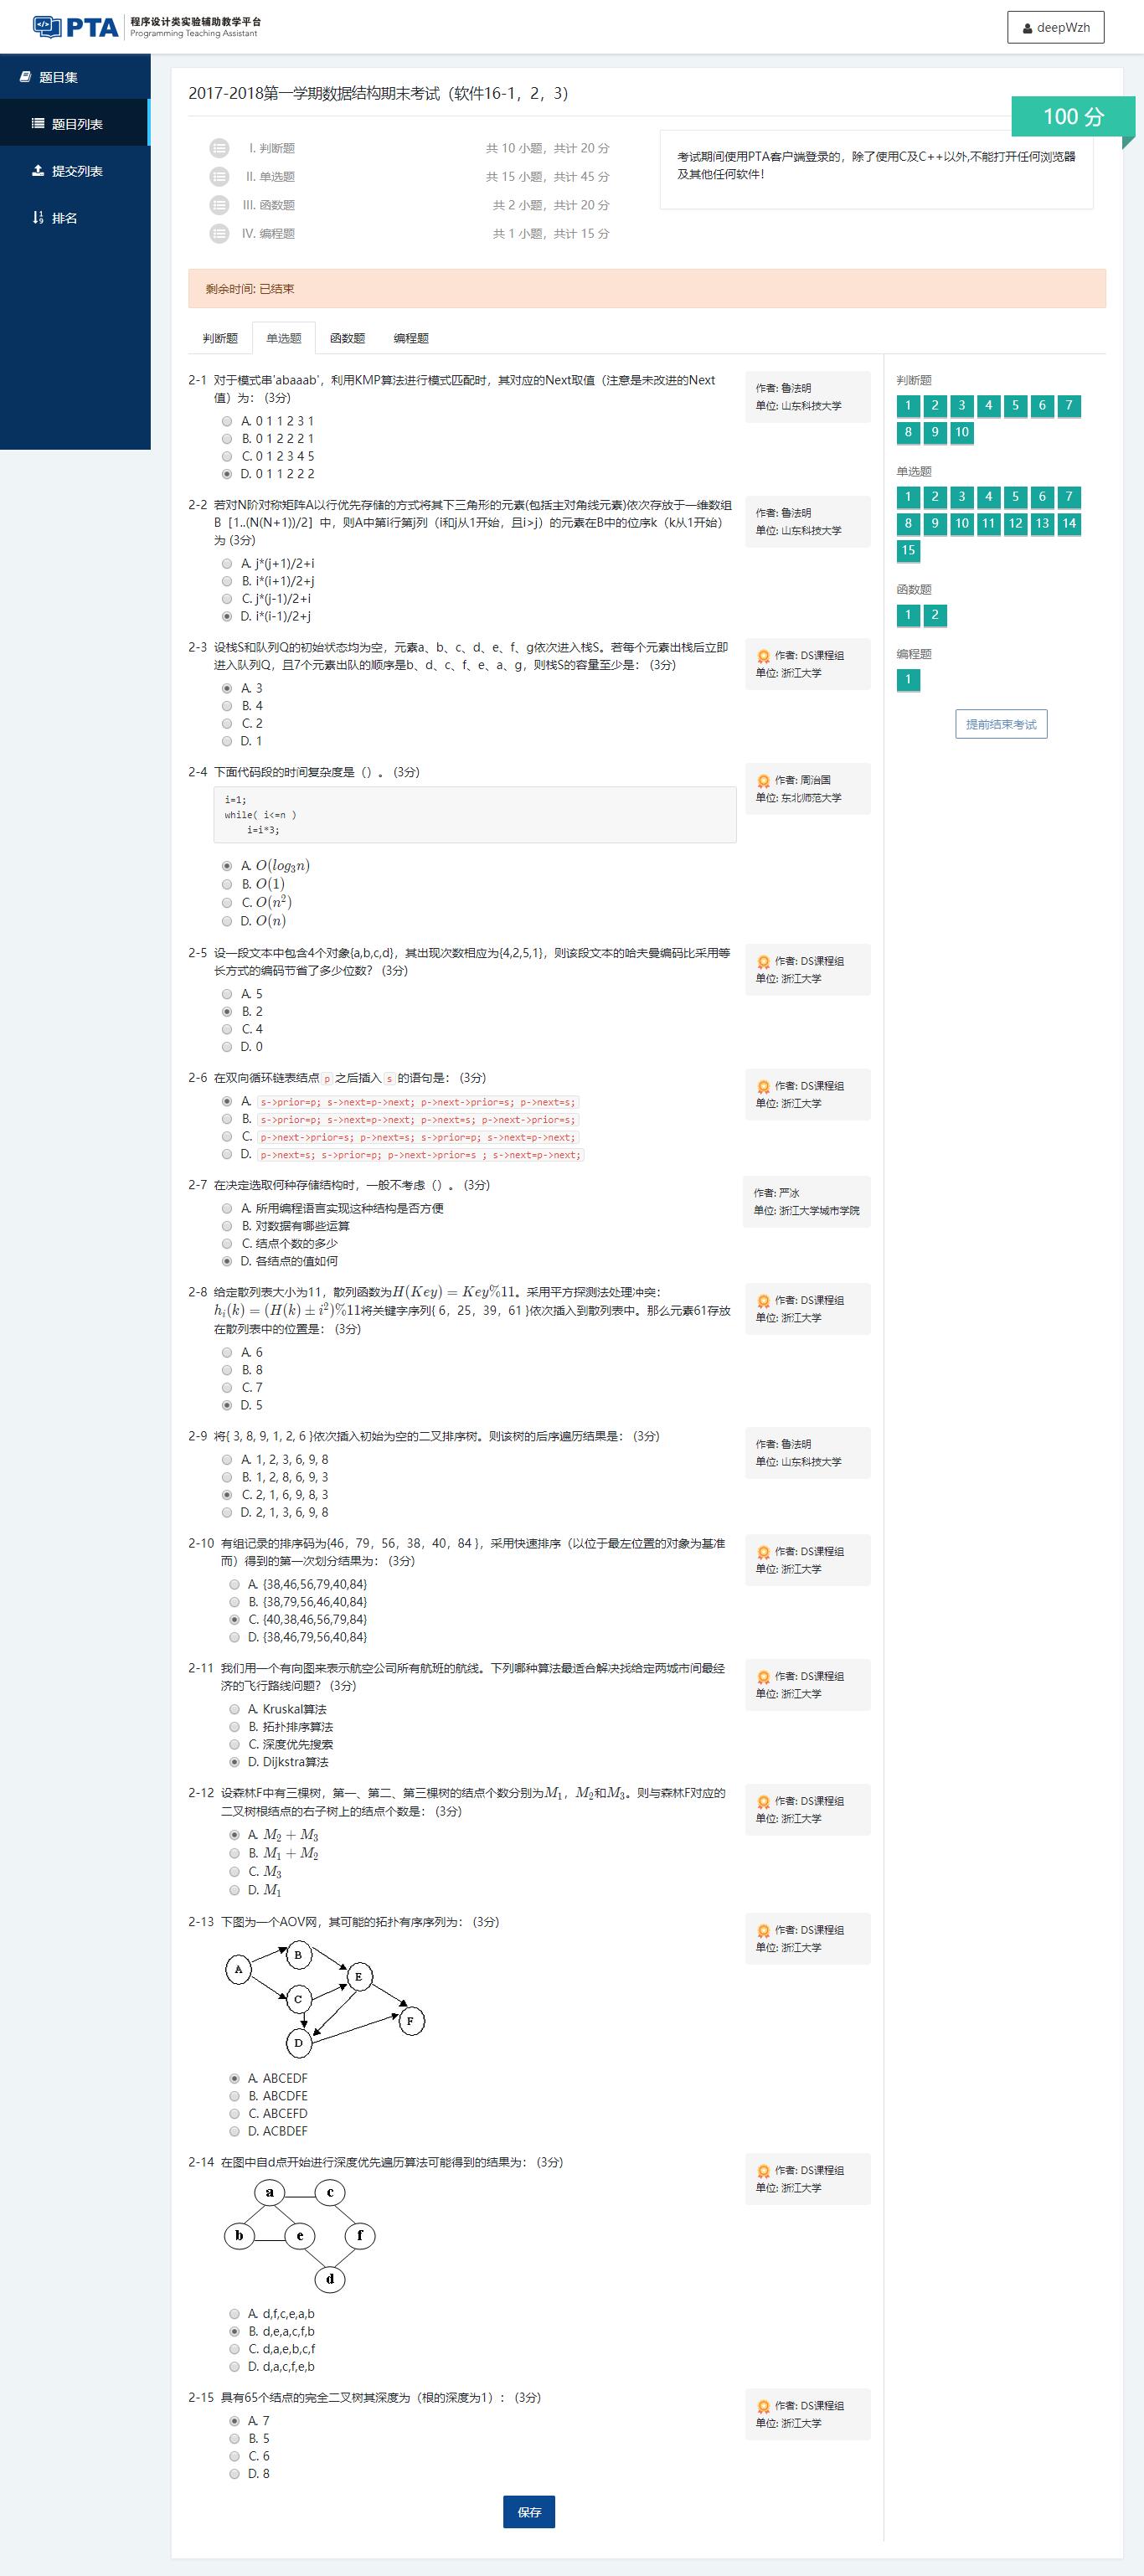 PTA 程序设计类实验辅助教学平台
Programming Teaching Assistant
deepWzh
题目集
题目列表
提交列表
排名
2017-2018第一学期数据结构期末考试（软件16-1，2，3）
100 分
I. 判断题 共 10 小题，共计 20 分
II. 单选题 共 15 小题，共计 45 分
III. 函数题 共 2 小题，共计 20 分
IV. 编程题 共 1 小题，共计 15 分
考试期间使用PTA客户端登录的，除了使用C及C++以外,不能打开任何浏览器
及其他任何软件!
剩余时间: 已结束
判断题 单选题 函数题 编程题
2-1 对于模式串'abaaab'，利用KMP算法进行模式匹配时，其对应的Next取值（注意是未改进的Next
值）为： (3分)
A. 0 1 1 2 3 1
B. 0 1 2 2 2 1
C. 0 1 2 3 4 5
D. 0 1 1 2 2 2
作者: 鲁法明
单位: 山东科技大学
2-2 若对N阶对称矩阵A以行优先存储的方式将其下三角形的元素(包括主对角线元素)依次存放于一维数组
B［1..(N(N+1))/2］中，则A中第i行第j列（i和j从1开始，且i>j）的元素在B中的位序k（k从1开始）
为 (3分)
A. j*(j+1)/2+i
B. i*(i+1)/2+j
C. j*(j-1)/2+i
D. i*(i-1)/2+j
作者: 鲁法明
单位: 山东科技大学
2-3 设栈S和队列Q的初始状态均为空，元素a、b、c、d、e、f、g依次进入栈S。若每个元素出栈后立即
进入队列Q，且7个元素出队的顺序是b、d、c、f、e、a、g，则栈S的容量至少是： (3分)
A. 3
B. 4
C. 2
D. 1
作者: DS课程组
单位: 浙江大学
2-4 下面代码段的时间复杂度是（）。 (3分)
i=1;
while( i<=n )
i=i*3;
A. O(log₃n)
B. O(1)
C. O(n²)
D. O(n)
作者: 周治国
单位: 东北师范大学
2-5 设一段文本中包含4个对象{a,b,c,d}，其出现次数相应为{4,2,5,1}，则该段文本的哈夫曼编码比采用等
长方式的编码节省了多少位数？ (3分)
A. 5
B. 2
C. 4
D. 0
作者: DS课程组
单位: 浙江大学
2-6 在双向循环链表结点 p 之后插入 s 的语句是： (3分)
A. s->prior=p; s->next=p->next; p->next->prior=s; p->next=s;
B. s->prior=p; s->next=p->next; p->next=s; p->next->prior=s;
C. p->next->prior=s; p->next=s; s->prior=p; s->next=p->next;
D. p->next=s; s->prior=p; p->next->prior=s ; s->next=p->next;
作者: DS课程组
单位: 浙江大学
2-7 在决定选取何种存储结构时，一般不考虑（）。 (3分)
A. 所用编程语言实现这种结构是否方便
B. 对数据有哪些运算
C. 结点个数的多少
D. 各结点的值如何
作者: 严冰
单位: 浙江大学城市学院
2-8 给定散列表大小为11，散列函数为H(Key) = Key%11。采用平方探测法处理冲突：
hᵢ(k) = (H(k) ± i²)%11将关键字序列{ 6，25，39，61 }依次插入到散列表中。那么元素61存放
在散列表中的位置是： (3分)
A. 6
B. 8
C. 7
D. 5
作者: DS课程组
单位: 浙江大学
2-9 将{ 3, 8, 9, 1, 2, 6 }依次插入初始为空的二叉排序树。则该树的后序遍历结果是： (3分)
A. 1, 2, 3, 6, 9, 8
B. 1, 2, 8, 6, 9, 3
C. 2, 1, 6, 9, 8, 3
D. 2, 1, 3, 6, 9, 8
作者: 鲁法明
单位: 山东科技大学
2-10 有组记录的排序码为{46，79，56，38，40，84 }，采用快速排序（以位于最左位置的对象为基准
而）得到的第一次划分结果为： (3分)
A. {38,46,56,79,40,84}
B. {38,79,56,46,40,84}
C. {40,38,46,56,79,84}
D. {38,46,79,56,40,84}
作者: DS课程组
单位: 浙江大学
2-11 我们用一个有向图来表示航空公司所有航班的航线。下列哪种算法最适合解决找给定两城市间最经
济的飞行路线问题？ (3分)
A. Kruskal算法
B. 拓扑排序算法
C. 深度优先搜索
D. Dijkstra算法
作者: DS课程组
单位: 浙江大学
2-12 设森林F中有三棵树，第一、第二、第三棵树的结点个数分别为M₁，M₂和M₃。则与森林F对应的
二叉树根结点的右子树上的结点个数是： (3分)
A. M₂ + M₃
B. M₁ + M₂
C. M₃
D. M₁
作者: DS课程组
单位: 浙江大学
2-13 下图为一个AOV网，其可能的拓扑有序序列为： (3分)
B
A
E
C
F
D
A. ABCEDF
B. ABCDFE
C. ABCEFD
D. ACBDEF
作者: DS课程组
单位: 浙江大学
2-14 在图中自d点开始进行深度优先遍历算法可能得到的结果为： (3分)
a c
b e f
d
A. d,f,c,e,a,b
B. d,e,a,c,f,b
C. d,a,e,b,c,f
D. d,a,c,f,e,b
作者: DS课程组
单位: 浙江大学
2-15 具有65个结点的完全二叉树其深度为（根的深度为1）： (3分)
A. 7
B. 5
C. 6
D. 8
作者: DS课程组
单位: 浙江大学
保存
判断题
1 2 3 4 5 6 7
8 9 10
单选题
1 2 3 4 5 6 7
8 9 10 11 12 13 14
15
函数题
1 2
编程题
1
提前结束考试